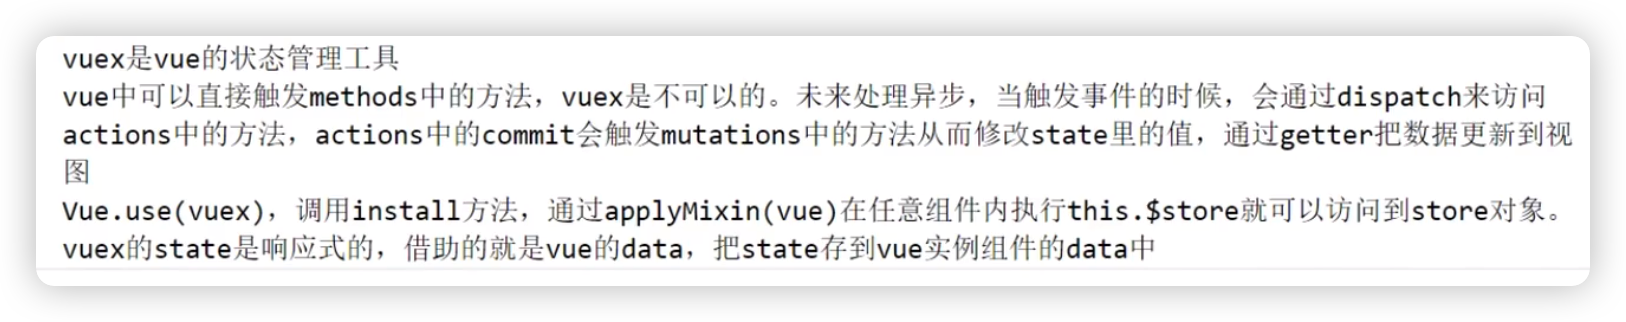 vuex是vue的状态管理工具
vue中可以直接触发methods中的方法，vuex是不可以的。未来处理异步，当触发事件的时候，会通过dispatch来访问
actions中的方法，actions中的commit会触发mutations中的方法从而修改state里的值，通过getter把数据更新到视
图
Vue.use(vuex)，调用install方法，通过applyMixin(vue)在任意组件内执行this.$store就可以访问到store对象。
vuex的state是响应式的，借助的就是vue的data，把state存到vue实例组件的data中